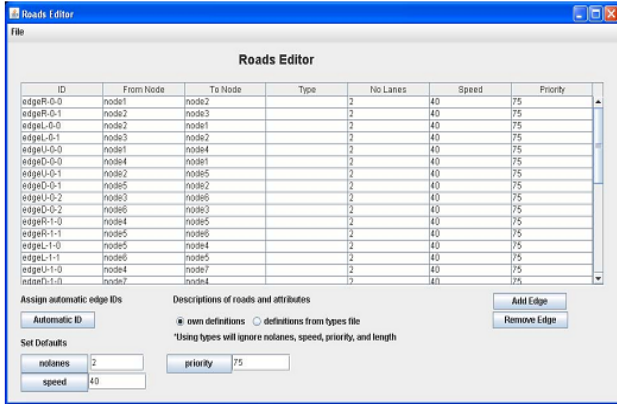 Roads Editor
File
Roads Editor
ID From Node To Node Type No Lanes Speed Priority
edgeR-0-0 node1 node2 2 40 75
edgeR-0-1 node2 node3 2 40 75
edgeL-0-0 node2 node1 2 40 75
edgeL-0-1 node3 node2 2 40 75
edgeU-0-0 node1 node4 2 40 75
edgeD-0-0 node4 node1 2 40 75
edgeU-0-1 node2 node5 2 40 75
edgeD-0-1 node5 node2 2 40 75
edgeU-0-2 node3 node6 2 40 75
edgeD-0-2 node6 node3 2 40 75
edgeR-1-0 node4 node5 2 40 75
edgeR-1-1 node5 node6 2 40 75
edgeL-1-0 node5 node4 2 40 75
edgeL-1-1 node6 node5 2 40 75
edgeU-1-0 node4 node7 2 40 75
edgeD-1-0 node7 node4 2 40 75
Assign automatic edge IDs Descriptions of roads and attributes Add Edge
Automatic ID own definitions definitions from types file Remove Edge
*Using types will ignore nolanes, speed, priority, and length
Set Defaults
nolanes 2 priority 75
speed 40